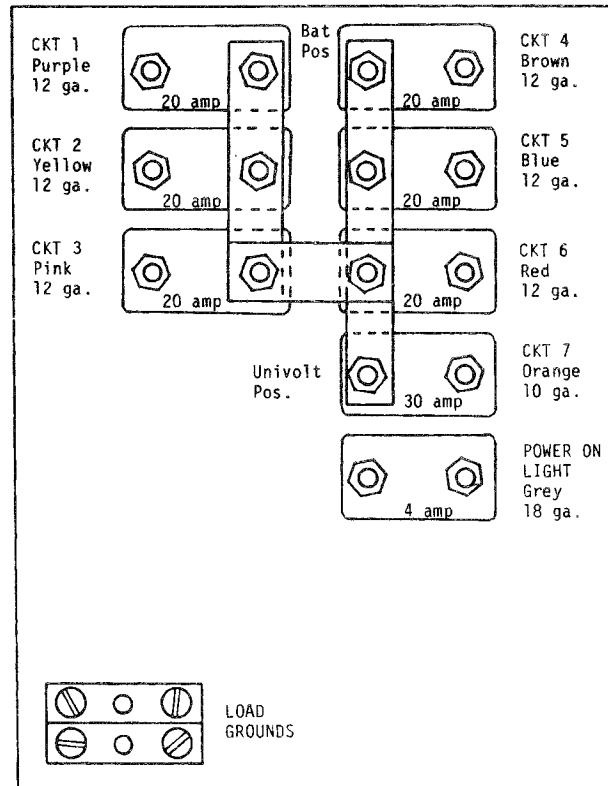 CKT 1
Purple
12 ga.
20 amp
Bat
Pos
20 amp
CKT 4
Brown
12 ga.
CKT 2
Yellow
12 ga.
20 amp
20 amp
CKT 5
Blue
12 ga.
CKT 3
Pink
12 ga.
20 amp
20 amp
CKT 6
Red
12 ga.
Univolt
Pos.
30 amp
CKT 7
Orange
10 ga.
4 amp
POWER ON
LIGHT
Grey
18 ga.
LOAD
GROUNDS